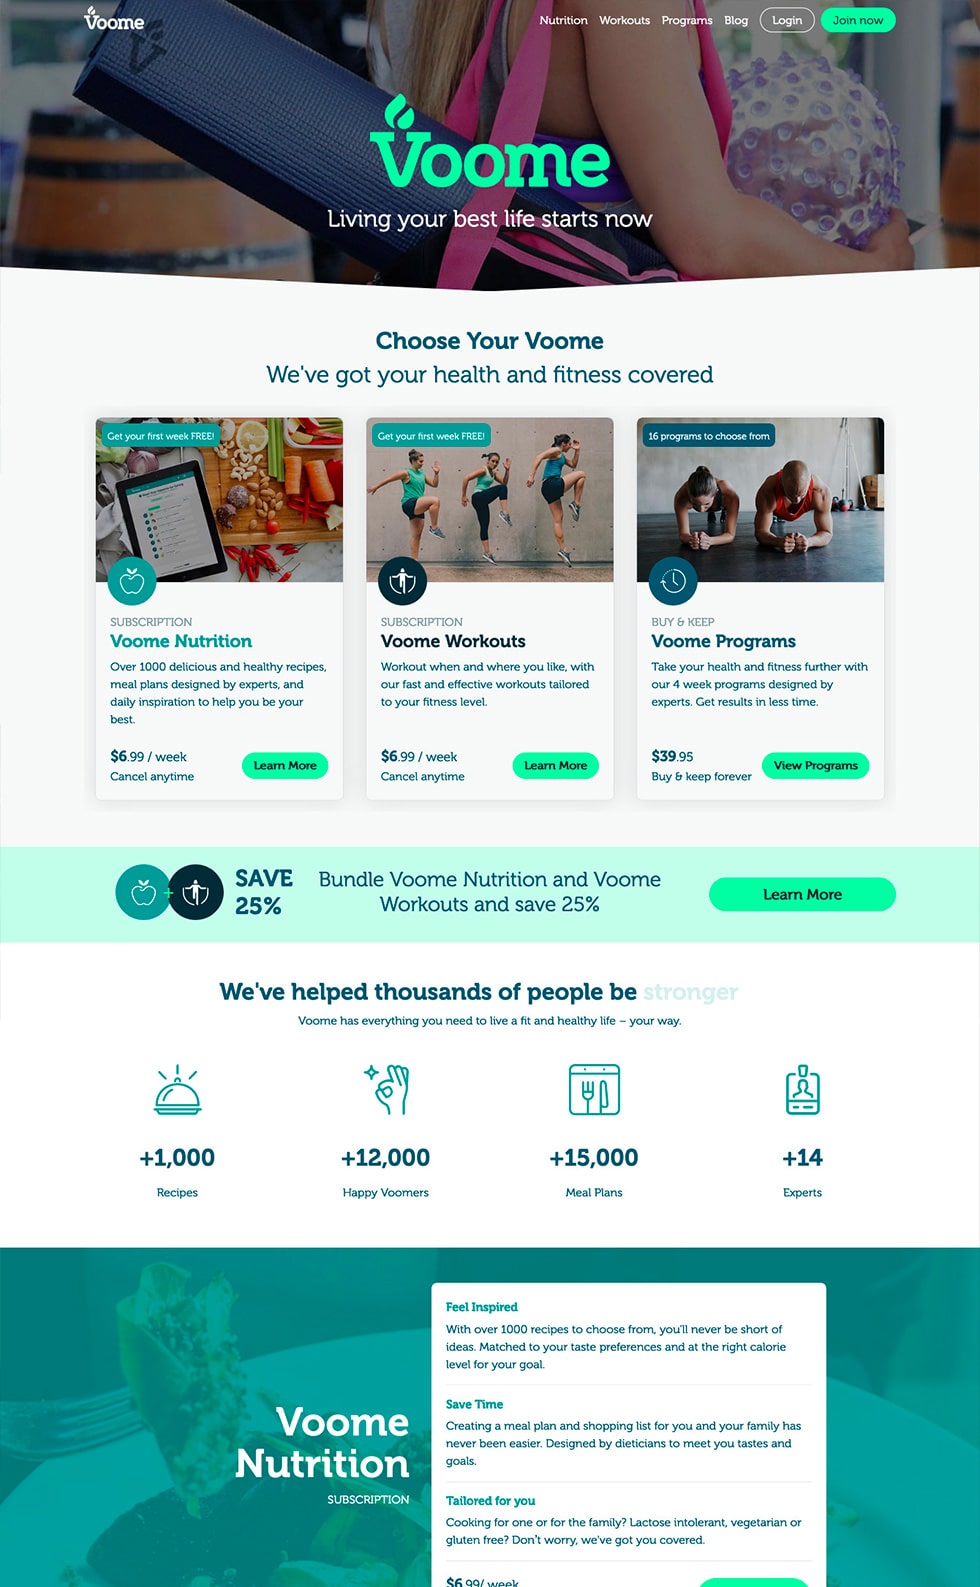 Voome
Nutrition Workouts Programs Blog Login Join now
Voome
Living your best life starts now
Choose Your Voome
We've got your health and fitness covered
Get your first week FREE!
SUBSCRIPTION
Voome Nutrition
Over 1000 delicious and healthy recipes,
meal plans designed by experts, and
daily inspiration to help you be your
best.
$6.99 / week
Cancel anytime
Learn More
Get your first week FREE!
SUBSCRIPTION
Voome Workouts
Workout when and where you like, with
our fast and effective workouts tailored
to your fitness level.
$6.99 / week
Cancel anytime
Learn More
16 programs to choose from
BUY & KEEP
Voome Programs
Take your health and fitness further with
our 4 week programs designed by
experts. Get results in less time.
$39.95
Buy & keep forever
View Programs
+
SAVE
25%
Bundle Voome Nutrition and Voome
Workouts and save 25%
Learn More
We've helped thousands of people be stronger
Voome has everything you need to live a fit and healthy life – your way.
+1,000
Recipes
+12,000
Happy Voomers
+15,000
Meal Plans
+14
Experts
Voome
Nutrition
SUBSCRIPTION
Feel Inspired
With over 1000 recipes to choose from, you'll never be short of
ideas. Matched to your taste preferences and at the right calorie
level for your goal.
Save Time
Creating a meal plan and shopping list for you and your family has
never been easier. Designed by dieticians to meet you tastes and
goals.
Tailored for you
Cooking for one or for the family? Lactose intolerant, vegetarian or
gluten free? Don't worry, we've got you covered.
$6.99/ week